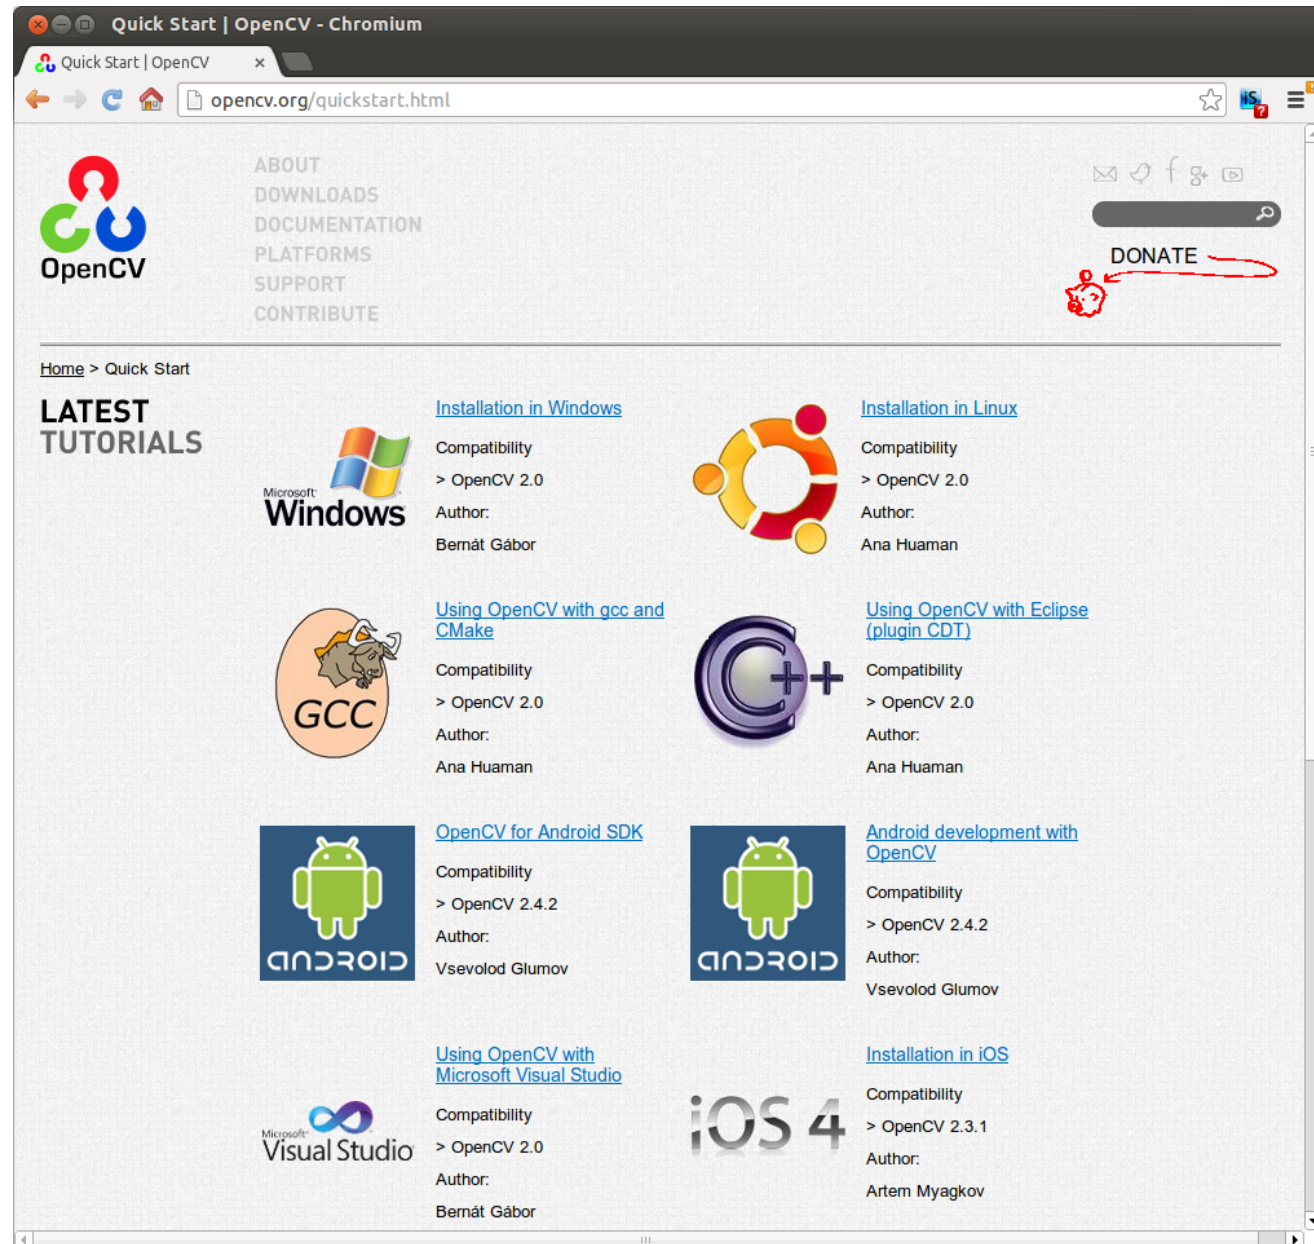 Quick Start | OpenCV - Chromium
Quick Start | OpenCV
opencv.org/quickstart.html
iS
?
OpenCV
ABOUT
DOWNLOADS
DOCUMENTATION
PLATFORMS
SUPPORT
CONTRIBUTE
DONATE
Home > Quick Start
LATEST
TUTORIALS
Microsoft
Windows
Installation in Windows
Compatibility
> OpenCV 2.0
Author:
Bernát Gábor
Installation in Linux
Compatibility
> OpenCV 2.0
Author:
Ana Huaman
GCC
Using OpenCV with gcc and
CMake
Compatibility
> OpenCV 2.0
Author:
Ana Huaman
C++
Using OpenCV with Eclipse
(plugin CDT)
Compatibility
> OpenCV 2.0
Author:
Ana Huaman
ANDROID
OpenCV for Android SDK
Compatibility
> OpenCV 2.4.2
Author:
Vsevolod Glumov
ANDROID
Android development with
OpenCV
Compatibility
> OpenCV 2.4.2
Author:
Vsevolod Glumov
Microsoft
Visual Studio
Using OpenCV with
Microsoft Visual Studio
Compatibility
> OpenCV 2.0
Author:
Bernát Gábor
iOS 4
Installation in iOS
Compatibility
> OpenCV 2.3.1
Author:
Artem Myagkov